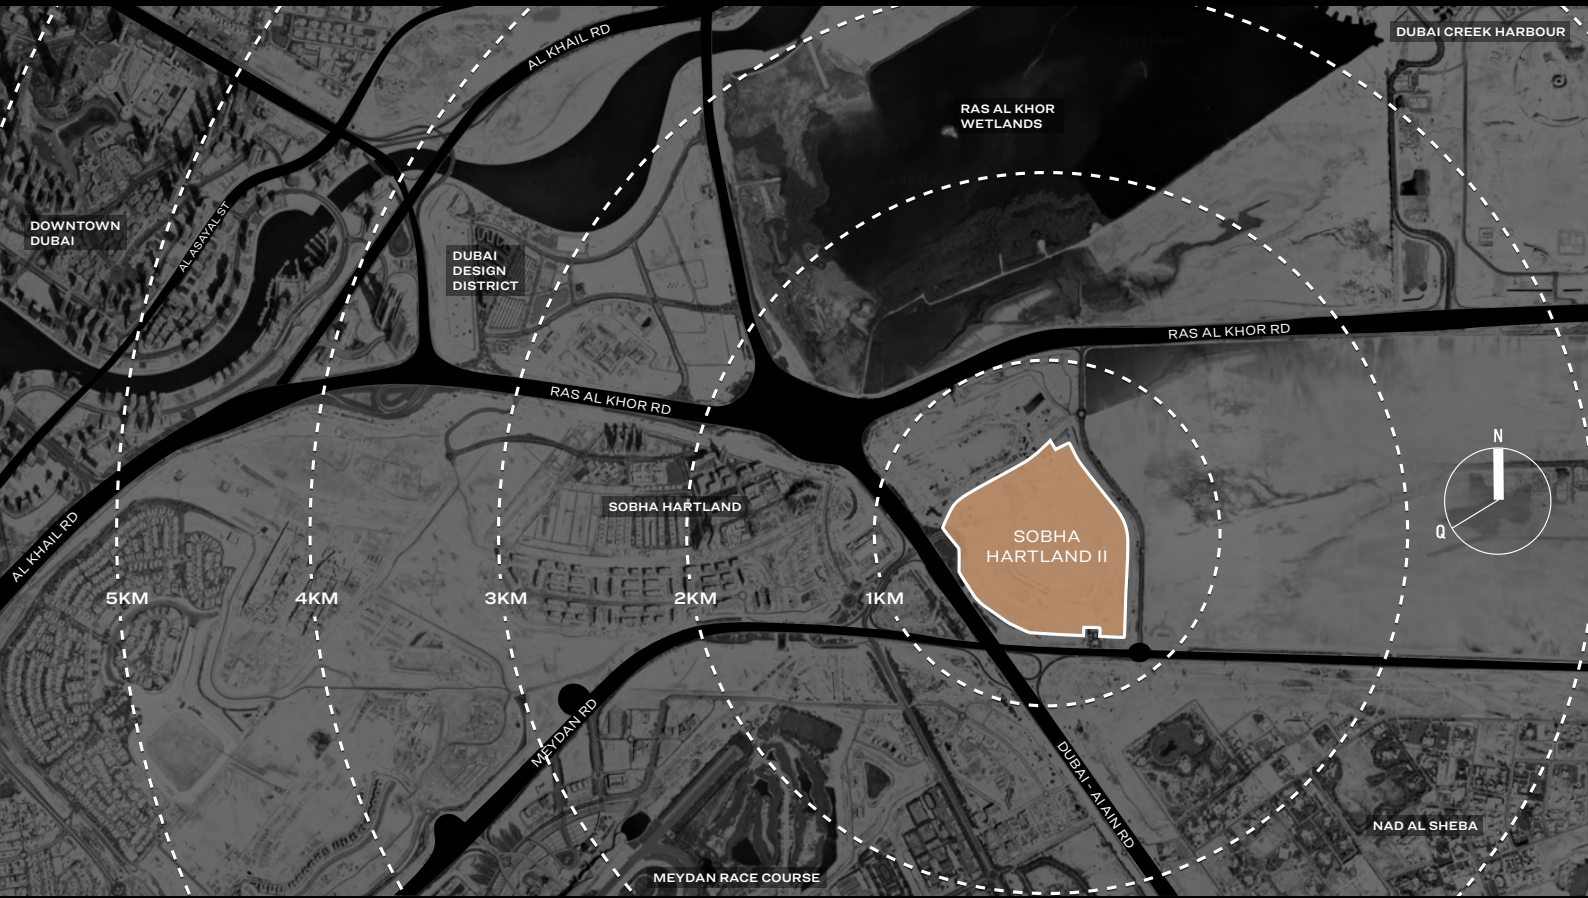 DUBAI CREEK HARBOUR
AL KHAIL RD
RAS AL KHOR
WETLANDS
DOWNTOWN
DUBAI
AL ASAYAL ST
DUBAI
DESIGN
DISTRICT
RAS AL KHOR RD
RAS AL KHOR RD
N
Q
SOBHA HARTLAND
SOBHA
HARTLAND II
AL KHAIL RD
5KM
4KM
3KM
2KM
1KM
MEYDAN RD
DUBAI - Al AIN RD
NAD AL SHEBA
MEYDAN RACE COURSE